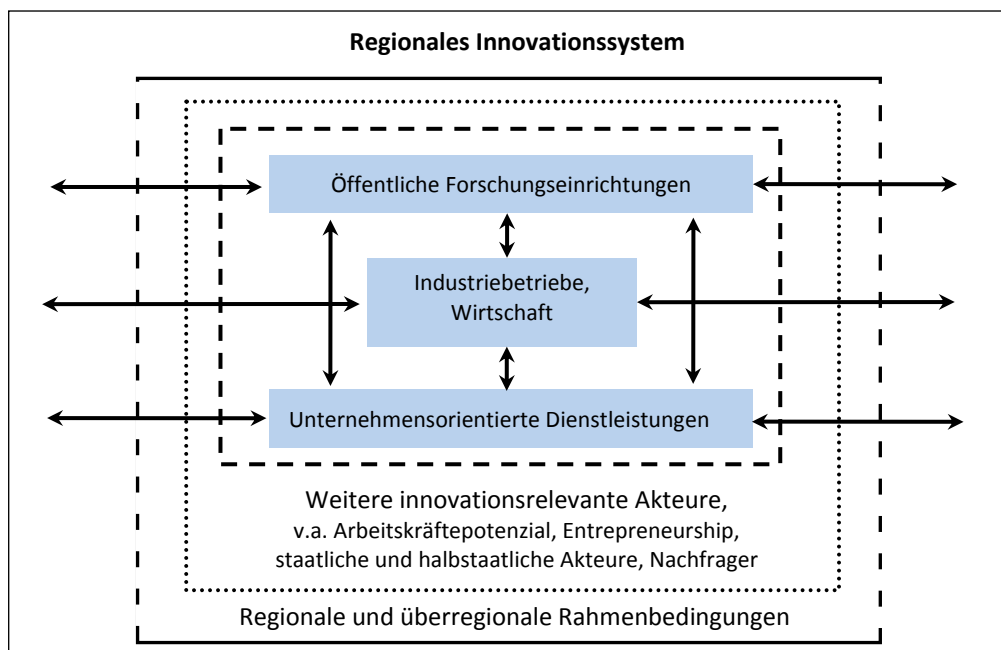 Regionales Innovationssystem
Öffentliche Forschungseinrichtungen
Industriebetriebe,
Wirtschaft
Unternehmensorientierte Dienstleistungen
Weitere innovationsrelevante Akteure,
v.a. Arbeitskräftepotenzial, Entrepreneurship,
staatliche und halbstaatliche Akteure, Nachfrager
Regionale und überregionale Rahmenbedingungen